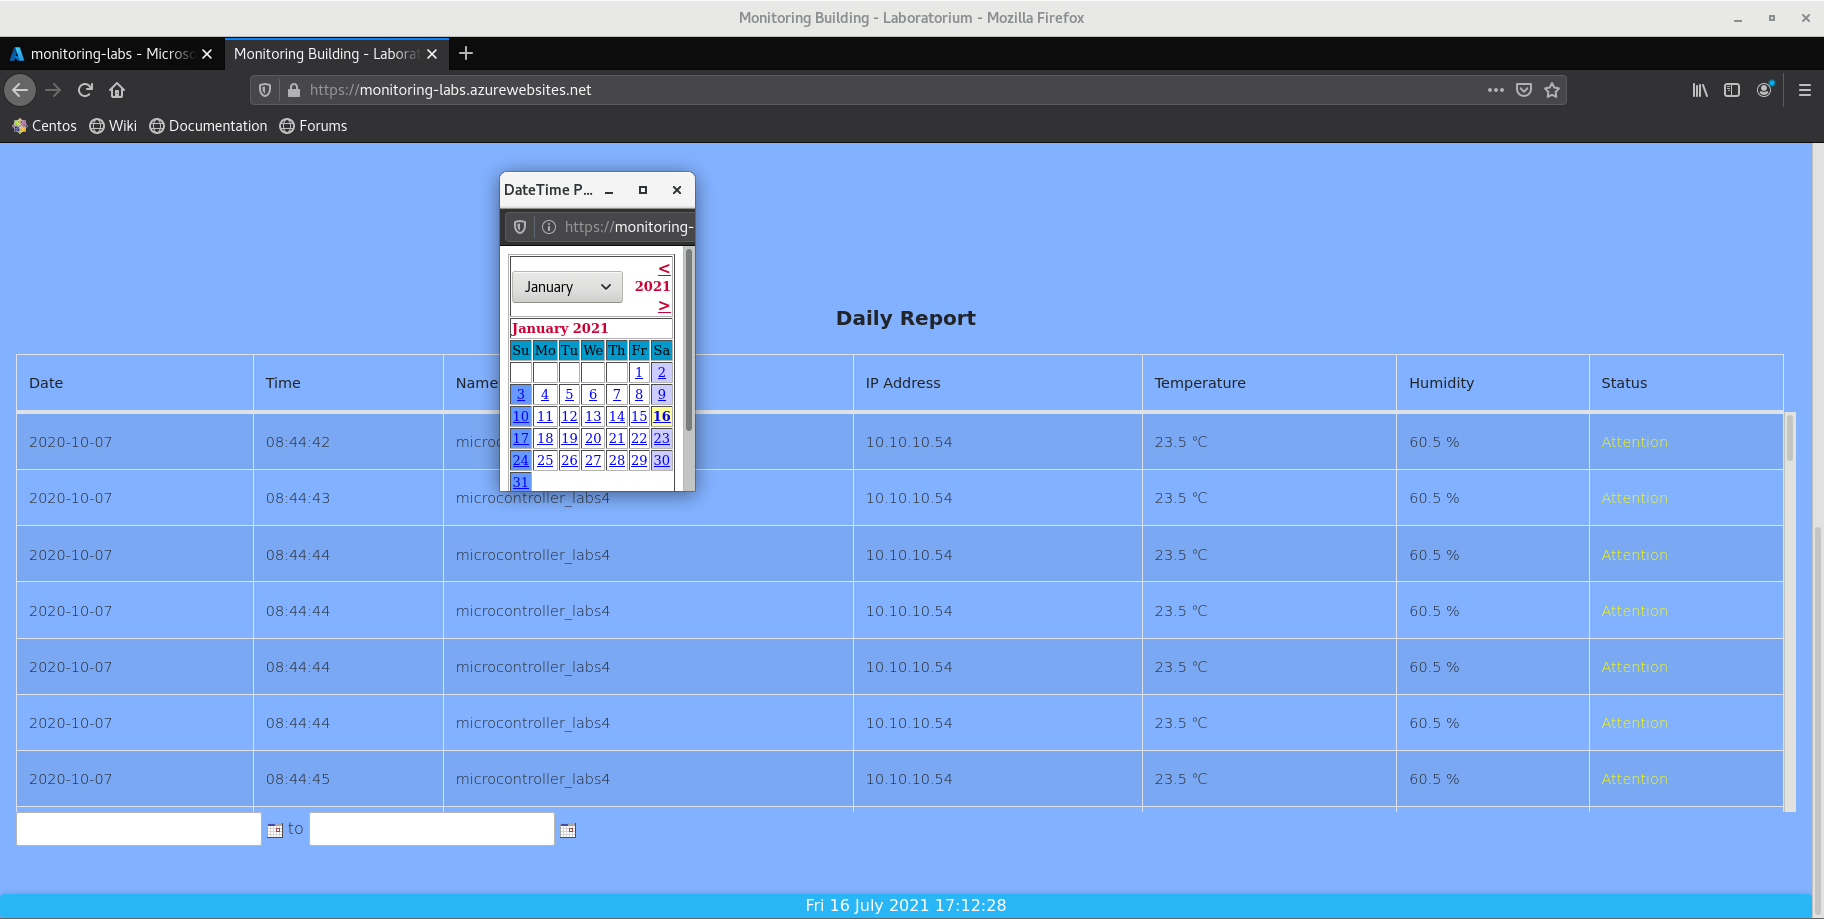 Monitoring Building - Laboratorium - Mozilla Firefox
monitoring-labs - Microso
Monitoring Building - Laborat
https://monitoring-labs.azurewebsites.net
Centos Wiki Documentation Forums
DateTime P...
https://monitoring-
January
<
2021
>
January 2021
Su Mo Tu We Th Fr Sa
1 2
3 4 5 6 7 8 9
10 11 12 13 14 15 16
17 18 19 20 21 22 23
24 25 26 27 28 29 30
31
Daily Report
Date Time Name IP Address Temperature Humidity Status
2020-10-07 08:44:42 microc 10.10.10.54 23.5 °C 60.5 % Attention
2020-10-07 08:44:43 microcontroller_labs4 10.10.10.54 23.5 °C 60.5 % Attention
2020-10-07 08:44:44 microcontroller_labs4 10.10.10.54 23.5 °C 60.5 % Attention
2020-10-07 08:44:44 microcontroller_labs4 10.10.10.54 23.5 °C 60.5 % Attention
2020-10-07 08:44:44 microcontroller_labs4 10.10.10.54 23.5 °C 60.5 % Attention
2020-10-07 08:44:44 microcontroller_labs4 10.10.10.54 23.5 °C 60.5 % Attention
2020-10-07 08:44:45 microcontroller_labs4 10.10.10.54 23.5 °C 60.5 % Attention
to
Fri 16 July 2021 17:12:28